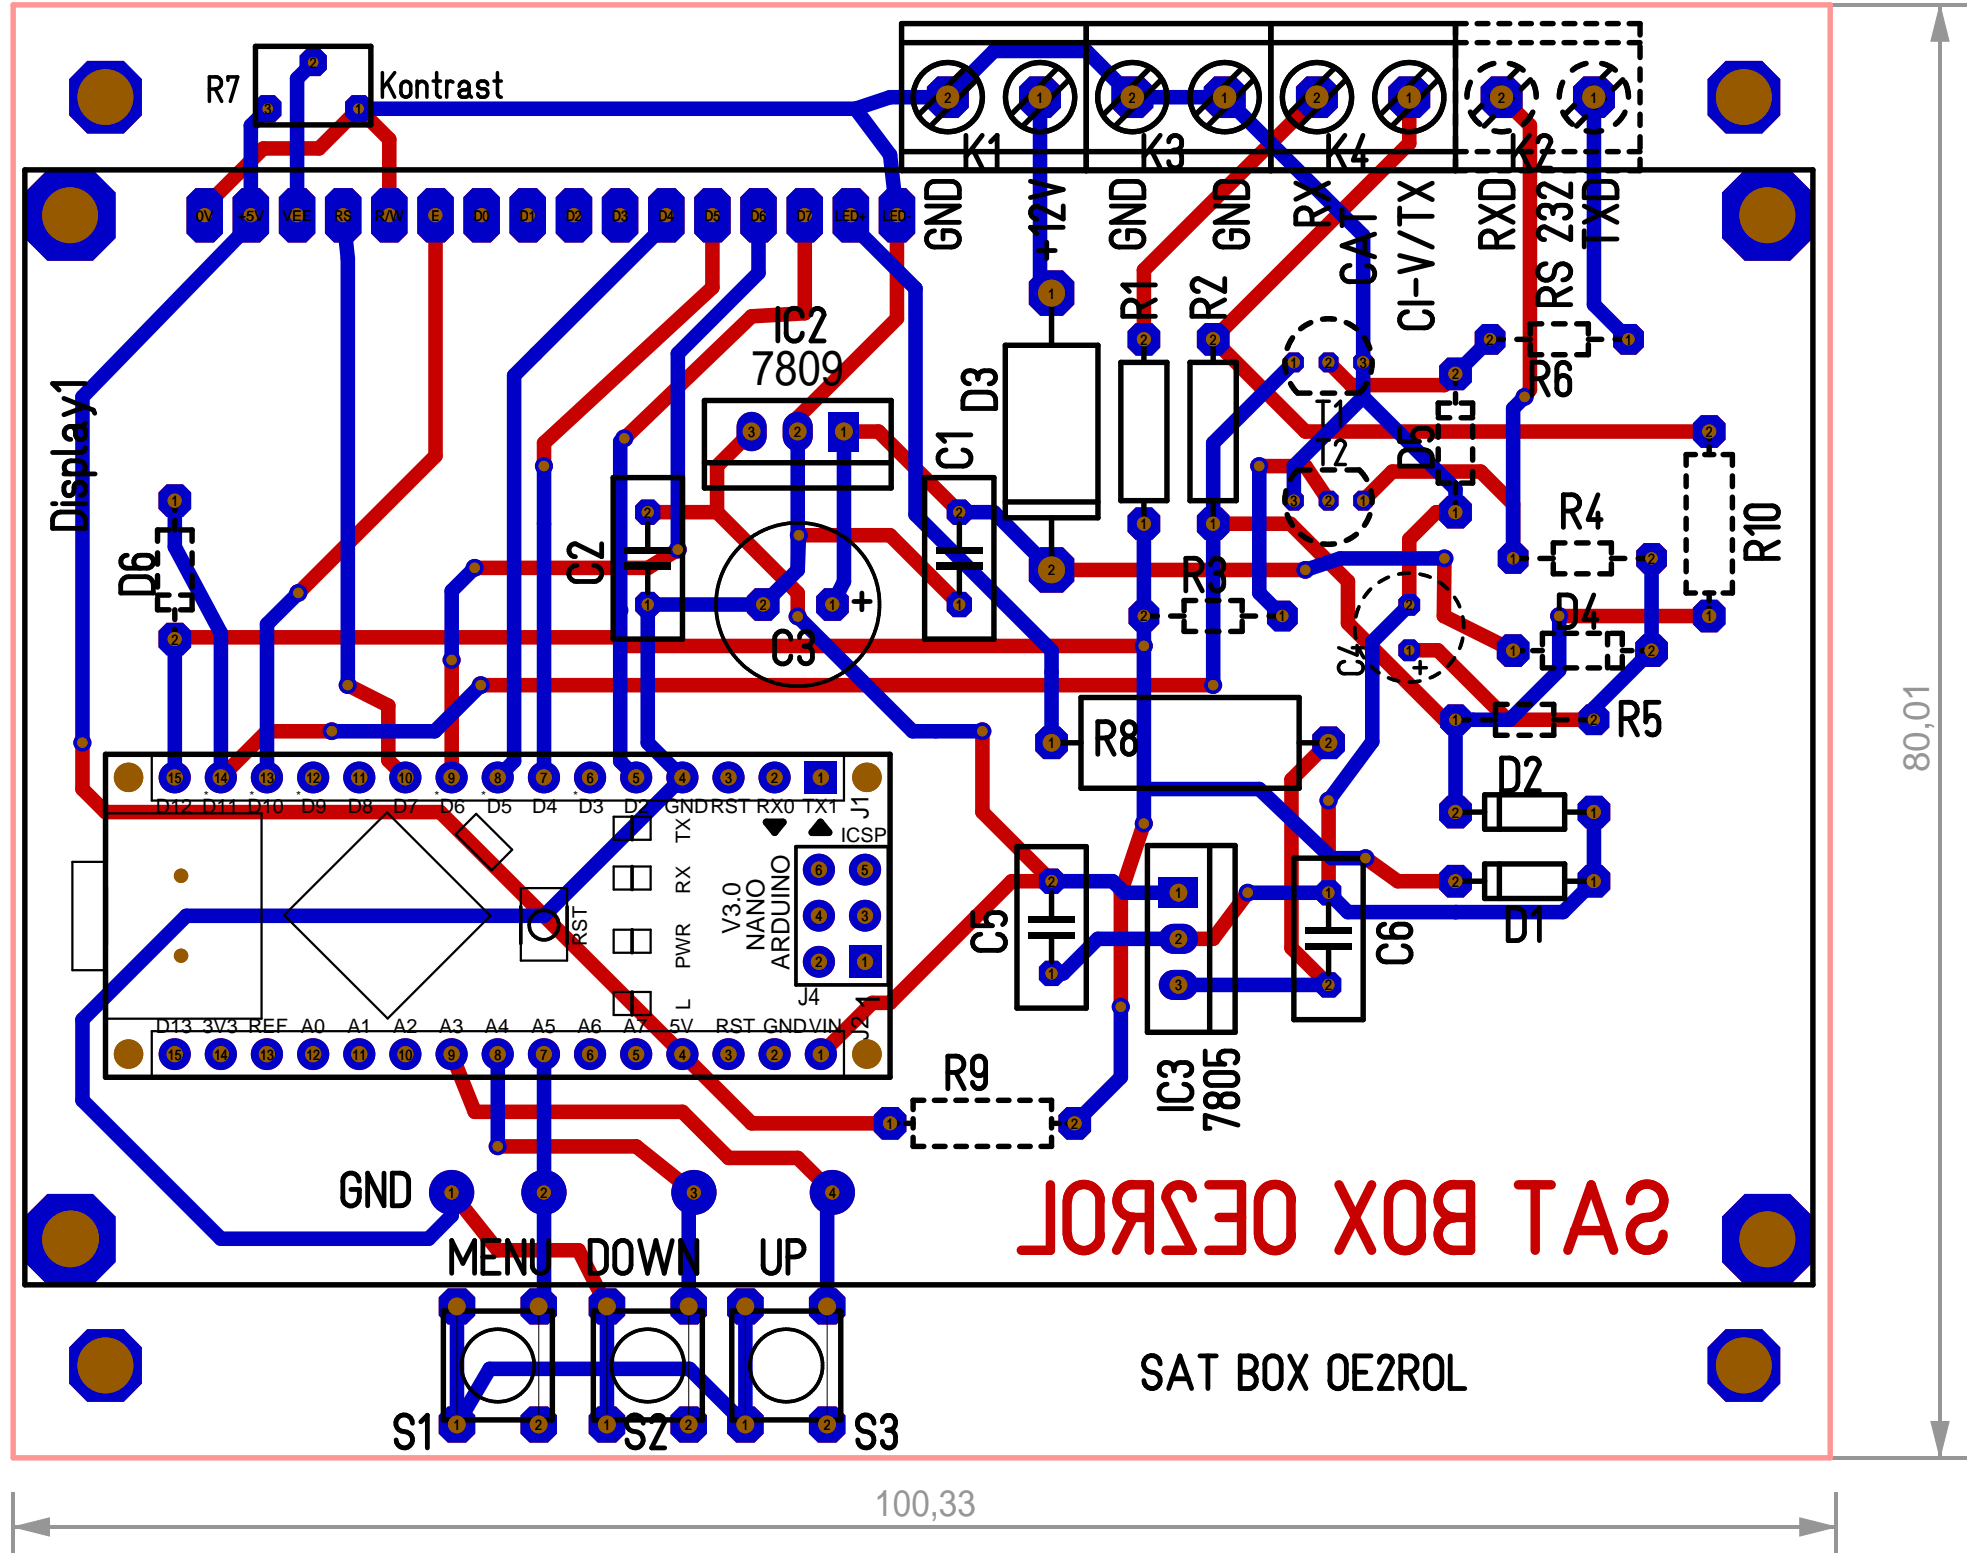 R7
Kontrast
K1
K3
K4
K2
0V +5V VEE RS R/W E D0 D1 D2 D3 D4 D5 D6 D7 LED+ LED-
GND
+12V
GND
GND
RX
CAT
CI-V/TX
RXD
RS 232
TXD
IC2
7809
R1
R2
D3
C1
Display1
T1
T2
D5
R6
R4
R10
D6
C2
C3
+
R3
D4
C4
+
R5
R8
D2
D12 D11 D10 D9 D8 D7 D6 D5 D4 D3 D2 GND RST RX0 TX1
J1
ICSP
TX
RX
PWR
L
RST
V3.0
NANO
ARDUINO
J4
J2
D13 3V3 REF A0 A1 A2 A3 A4 A5 A6 A7 5V RST GND VIN
C5
C6
D1
IC3
7805
R9
GND
MENU DOWN UP
SAT BOX OE2ROL
S1
S2
S3
SAT BOX OE2ROL
100,33
80,01